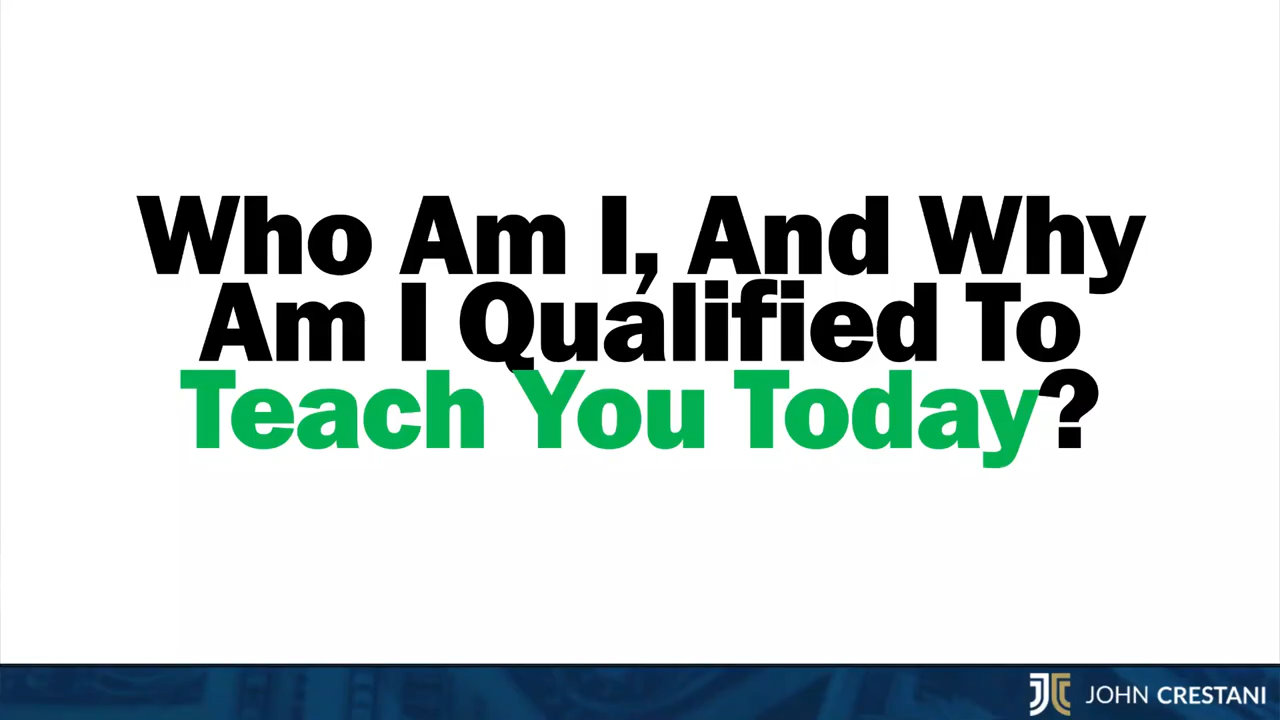 Who Am I, And Why
Am I Qualified To
Teach You Today?
JOHN CRESTANI